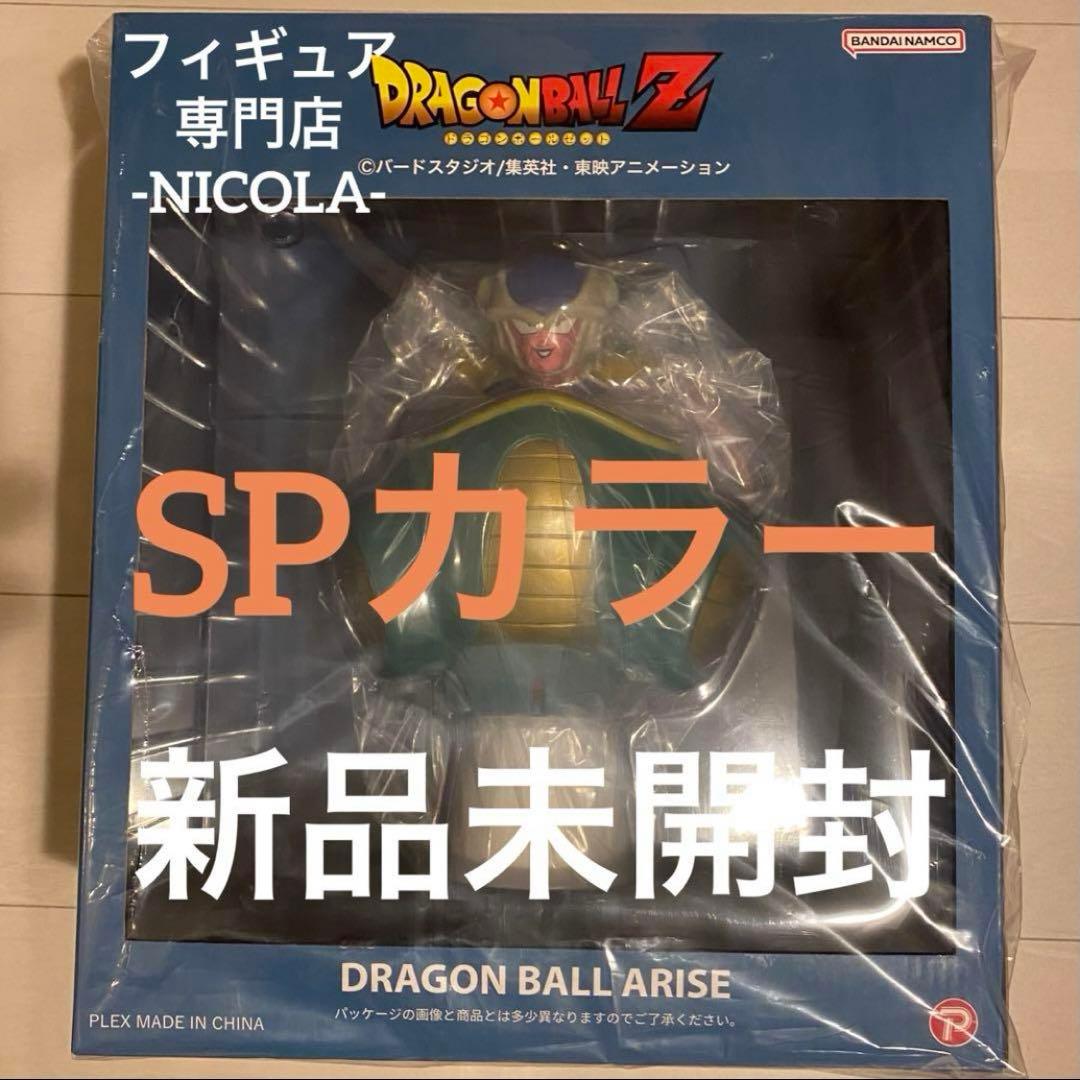 フィギュア
専門店
-NICOLA-
BANDAI NAMCO
DRAGONBALL Z
ドラゴンボールゼット
©バードスタジオ/集英社・東映アニメーション
SPカラー
新品未開封
DRAGON BALL ARISE
パッケージの画像と商品とは多少異なりますのでご了承ください。
PLEX MADE IN CHINA
P